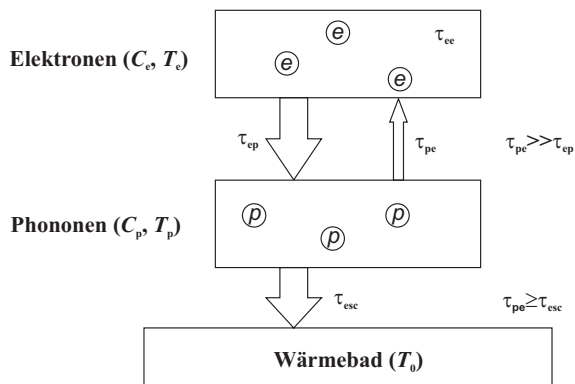 e
τee
Elektronen (Ce, Te)
e
e
τep
τpe
τpe>>τep
p
p
Phononen (Cp, Tp)
p
τesc
τpe≥τesc
Wärmebad (T0)